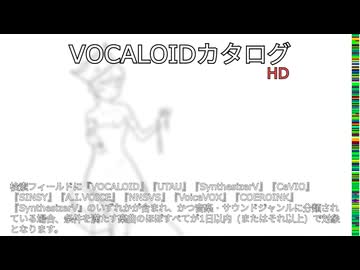 VOCALOIDカタログ
HD
検索フィールドに『VOCALOID』『UTAU』『SynthesizerV』『CeVIO』
『SINSY』『A.I.VOICE』『NNSVS』『VoiceVOX』『COEROINK』
『SynthesizerV』のいずれかが含まれ、かつ音楽・サウンドジャンルに分類され
ている場合、条件を満たす楽曲のほぼすべてが1日以内（またはそれ以上）で対象
となります。